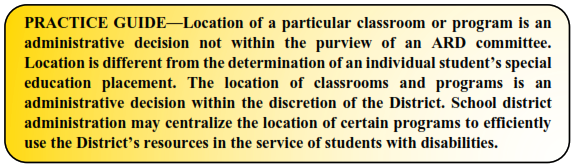 PRACTICE GUIDE—Location of a particular classroom or program is an
administrative decision not within the purview of an ARD committee.
Location is different from the determination of an individual student’s special
education placement. The location of classrooms and programs is an
administrative decision within the discretion of the District. School district
administration may centralize the location of certain programs to efficiently
use the District’s resources in the service of students with disabilities.